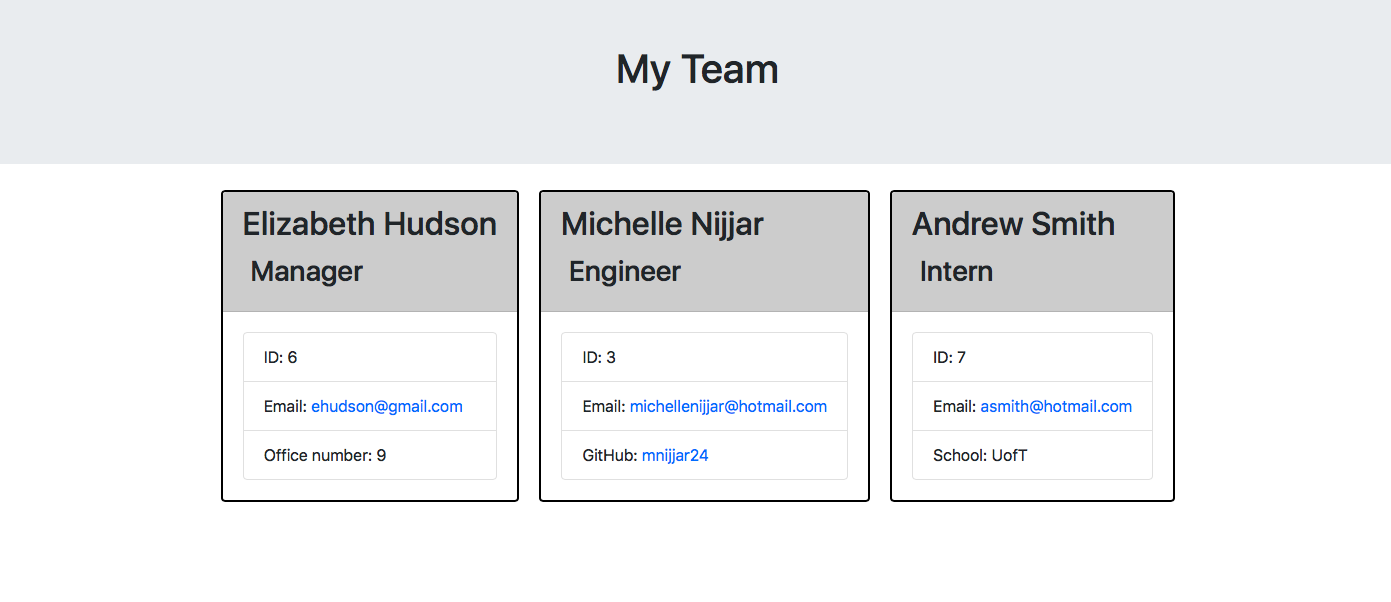 My Team
Elizabeth Hudson
Manager
ID: 6
Email: ehudson@gmail.com
Office number: 9
Michelle Nijjar
Engineer
ID: 3
Email: michellenijjar@hotmail.com
GitHub: mnijjar24
Andrew Smith
Intern
ID: 7
Email: asmith@hotmail.com
School: UofT